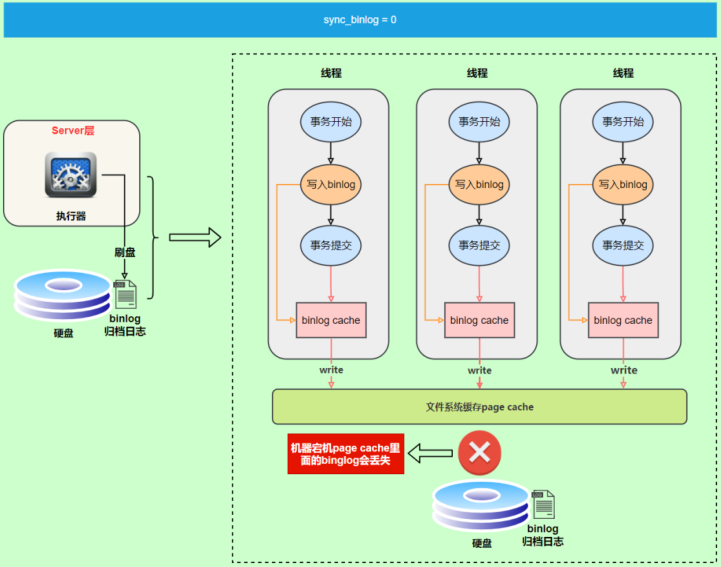 sync_binlog = 0
线程
线程
线程
Server层
执行器
刷盘
硬盘
binlog
归档日志
事务开始
写入binlog
事务提交
binlog cache
write
事务开始
写入binlog
事务提交
binlog cache
write
事务开始
写入binlog
事务提交
binlog cache
write
文件系统缓存page cache
机器宕机page cache里
面的binglog会丢失
硬盘
binlog
归档日志